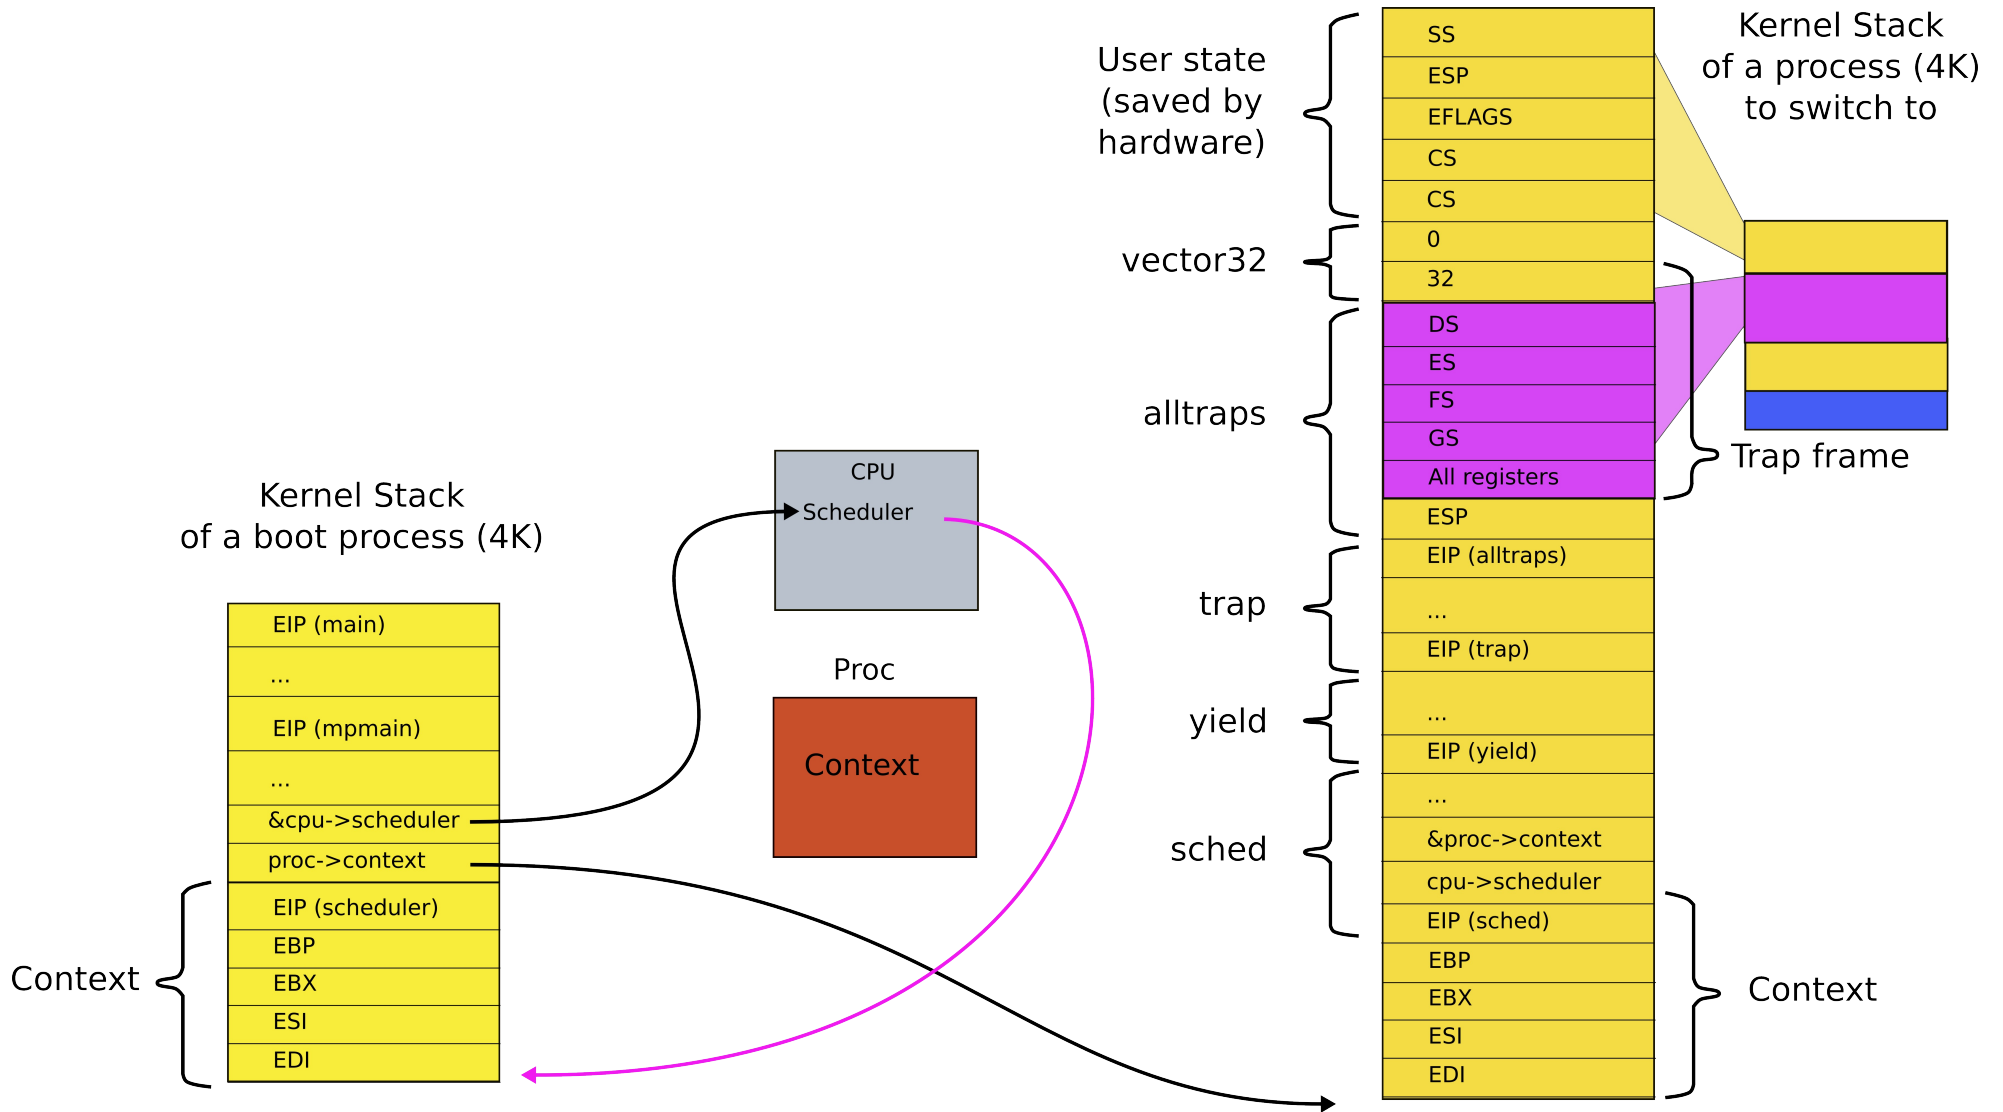 Kernel Stack
of a boot process (4K)
EIP (main)
...
EIP (mpmain)
...
&cpu->scheduler
proc->context
EIP (scheduler)
EBP
EBX
ESI
EDI
Context
CPU
Scheduler
Proc
Context
User state
(saved by
hardware)
vector32
alltraps
trap
yield
sched
SS
ESP
EFLAGS
CS
CS
0
32
DS
ES
FS
GS
All registers
ESP
EIP (alltraps)
...
EIP (trap)
...
EIP (yield)
...
&proc->context
cpu->scheduler
EIP (sched)
EBP
EBX
ESI
EDI
Kernel Stack
of a process (4K)
to switch to
Trap frame
Context